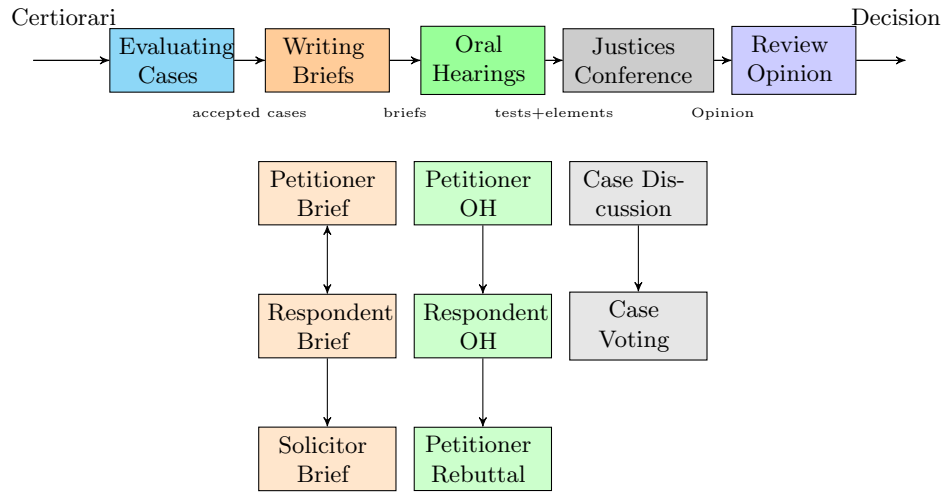 Certiorari
Decision
Evaluating
Cases
Writing
Briefs
Oral
Hearings
Justices
Conference
Review
Opinion
accepted cases
briefs
tests+elements
Opinion
Petitioner
Brief
Petitioner
OH
Case Dis-
cussion
Respondent
Brief
Respondent
OH
Case
Voting
Solicitor
Brief
Petitioner
Rebuttal